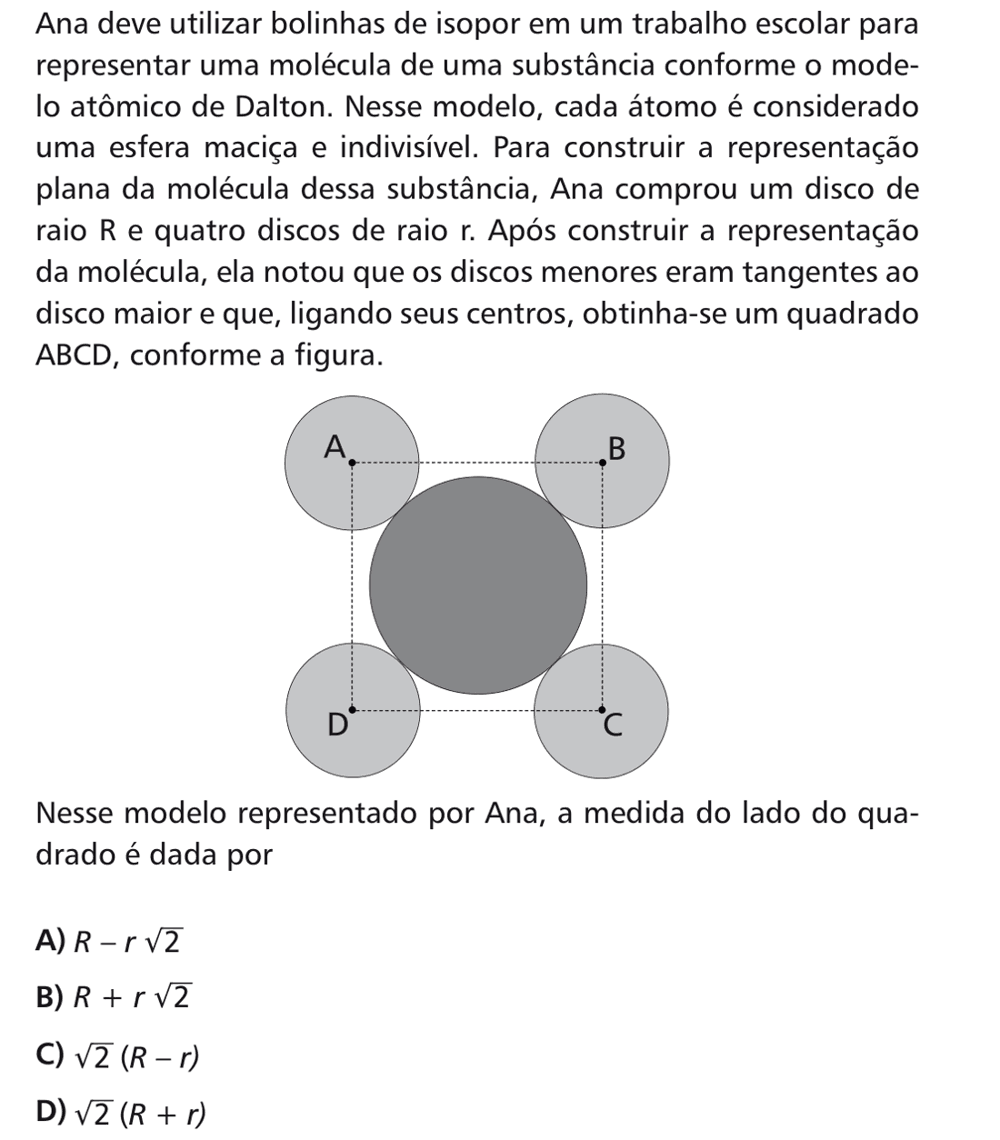 Ana deve utilizar bolinhas de isopor em um trabalho escolar para
representar uma molécula de uma substância conforme o mode-
lo atômico de Dalton. Nesse modelo, cada átomo é considerado
uma esfera maciça e indivisível. Para construir a representação
plana da molécula dessa substância, Ana comprou um disco de
raio R e quatro discos de raio r. Após construir a representação
da molécula, ela notou que os discos menores eram tangentes ao
disco maior e que, ligando seus centros, obtinha-se um quadrado
ABCD, conforme a figura.
A
B
D
C
Nesse modelo representado por Ana, a medida do lado do qua-
drado é dada por
A) R – r √2
B) R + r √2
C) √2 (R – r)
D) √2 (R + r)